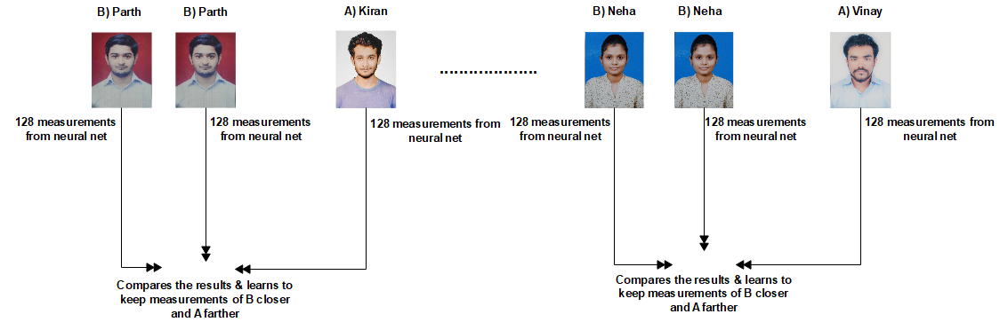 B) Parth
B) Parth
A) Kiran
B) Neha
B) Neha
A) Vinay
128 measurements
from neural net
128 measurements
from neural net
128 measurements from
neural net
....................
128 measurements
from neural net
128 measurements
from neural net
128 measurements from
neural net
Compares the results & learns to
keep measurements of B closer
and A farther
Compares the results & learns to
keep measurements of B closer
and A farther